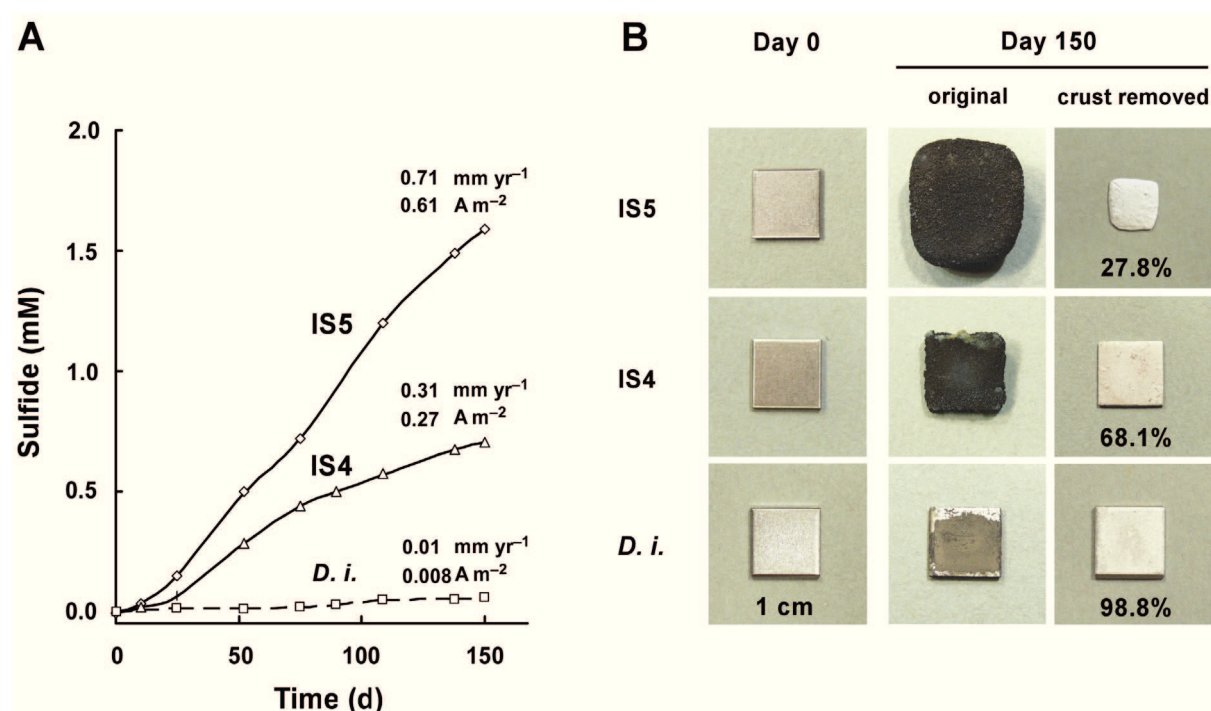 A
2.0
1.5
1.0
0.5
0.0
Sulfide (mM)
0.71 mm yr⁻¹
0.61 A m⁻²
IS5
0.31 mm yr⁻¹
0.27 A m⁻²
IS4
0.01 mm yr⁻¹
0.008 A m⁻²
D. i.
0 50 100 150
Time (d)
B
Day 0 Day 150
original crust removed
IS5
27.8%
IS4
68.1%
D. i.
1 cm
98.8%